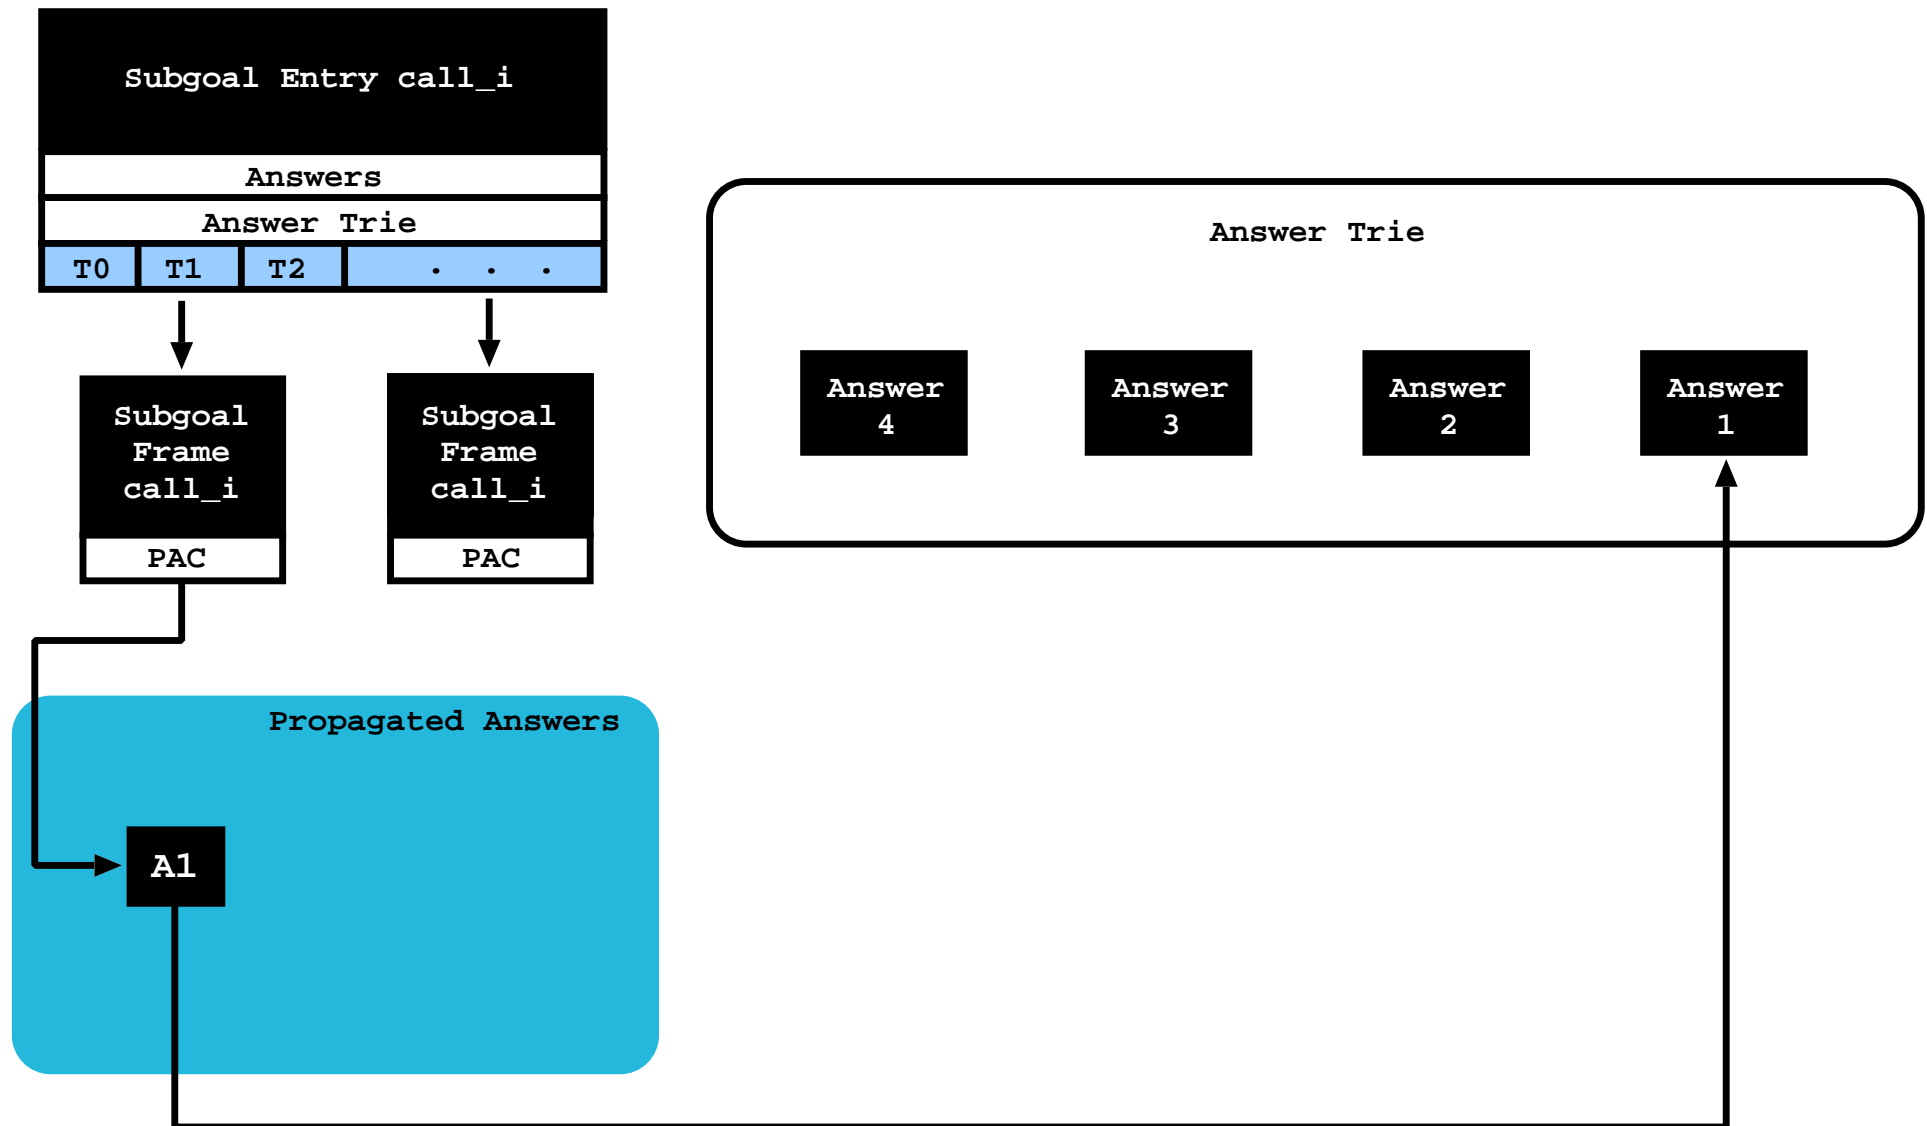 Subgoal Entry call_i
Answers
Answer Trie
T0 T1 T2 . . .
Subgoal
Frame
call_i
PAC
Subgoal
Frame
call_i
PAC
Answer Trie
Answer
4
Answer
3
Answer
2
Answer
1
Propagated Answers
A1